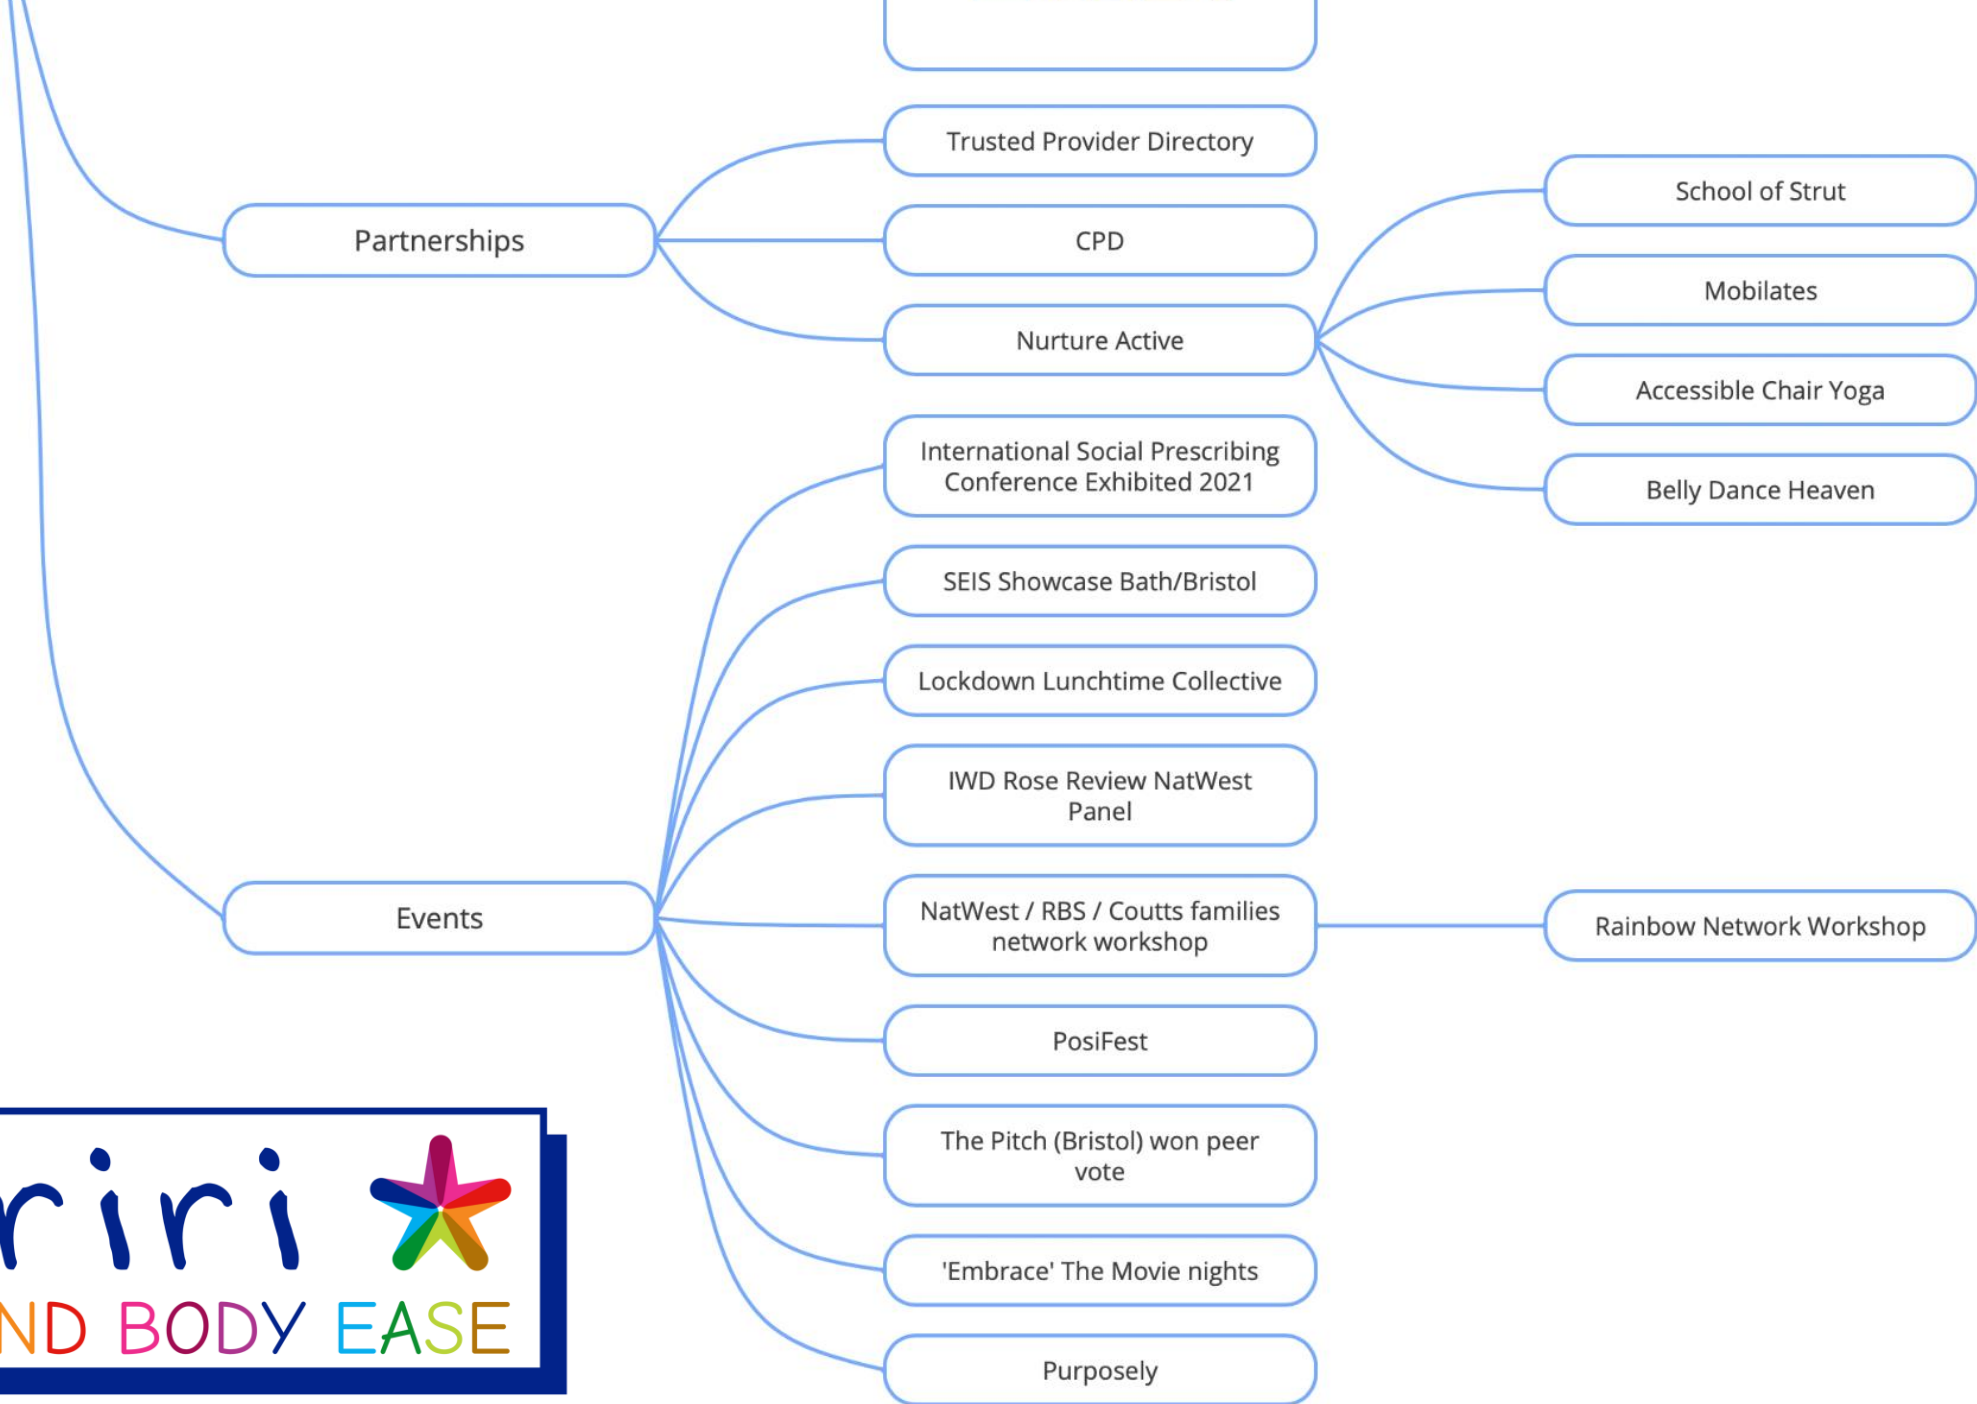 Trusted Provider Directory
Partnerships
CPD
Nurture Active
School of Strut
Mobilates
Accessible Chair Yoga
Belly Dance Heaven
International Social Prescribing
Conference Exhibited 2021
SEIS Showcase Bath/Bristol
Lockdown Lunchtime Collective
IWD Rose Review NatWest
Panel
Events
NatWest / RBS / Coutts families
network workshop
Rainbow Network Workshop
PosiFest
The Pitch (Bristol) won peer
vote
'Embrace' The Movie nights
Purposely
riri
ND BODY EASE